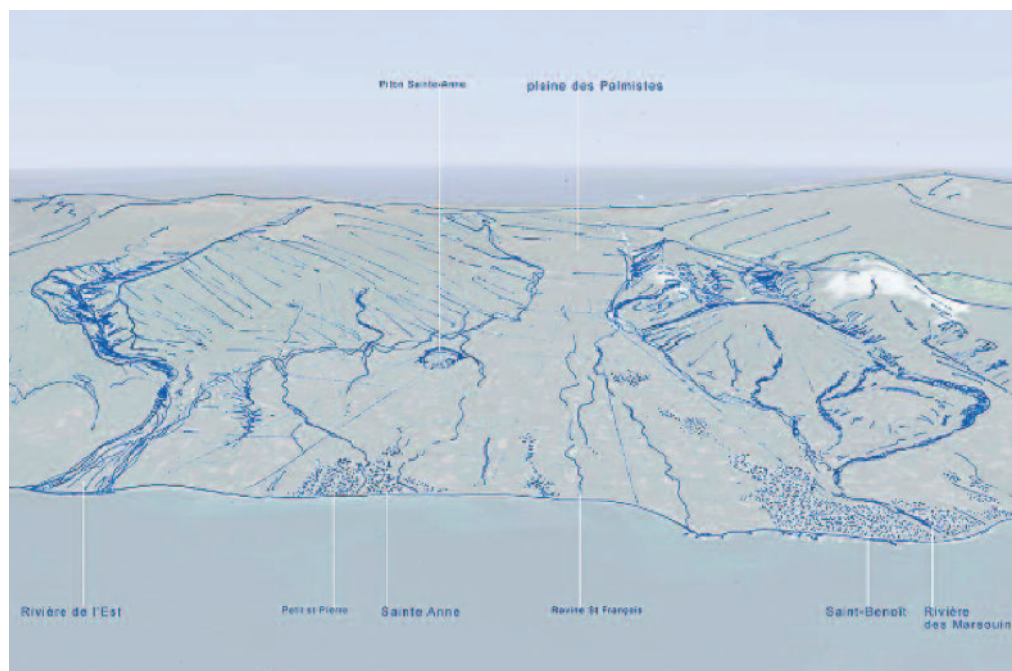 Piton Sainte-Anne
plaine des Palmistes
Rivière de l'Est
Petit st Pierre
Sainte Anne
Ravine St François
Saint-Benoît
Rivière
des Marsouin